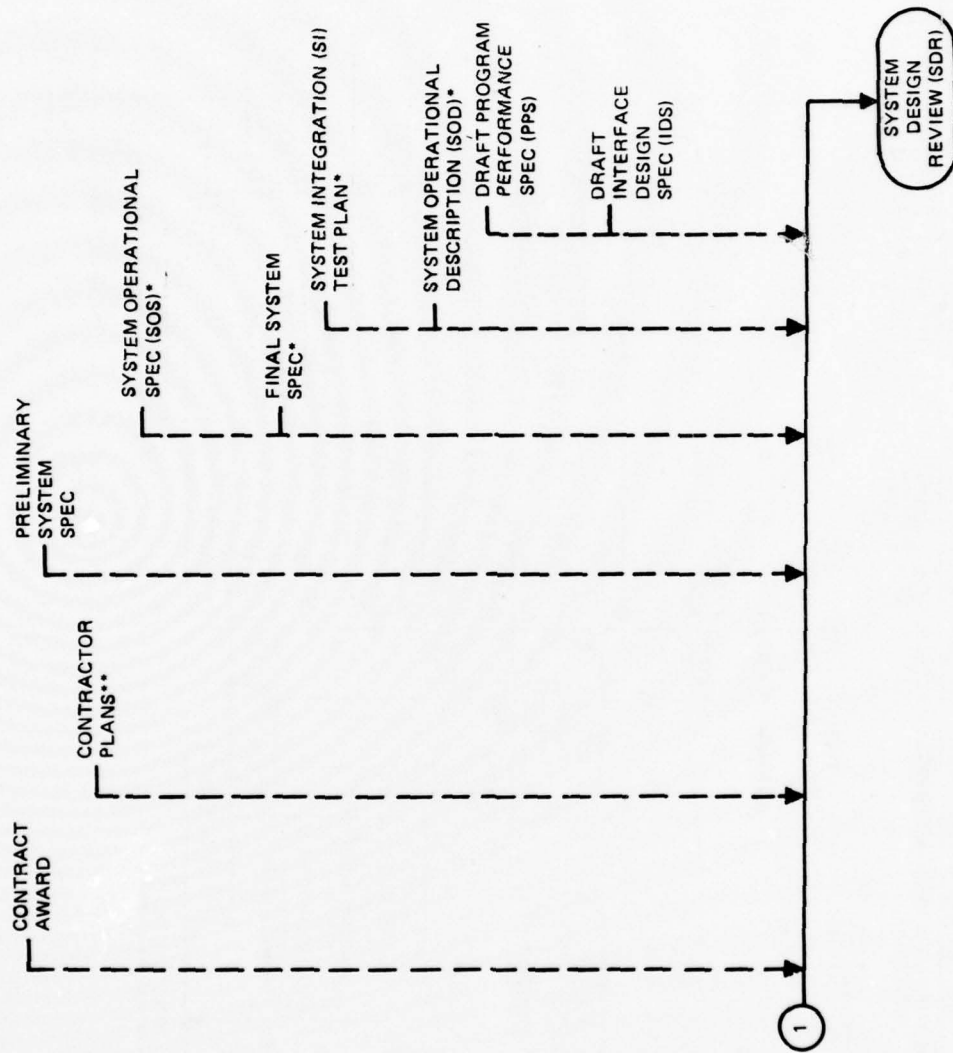 CONTRACT
AWARD
CONTRACTOR
PLANS**
PRELIMINARY
SYSTEM
SPEC
SYSTEM OPERATIONAL
SPEC (SOS)*
FINAL SYSTEM
SPEC*
SYSTEM INTEGRATION (SI)
TEST PLAN*
SYSTEM OPERATIONAL
DESCRIPTION (SOD)*
DRAFT PROGRAM
PERFORMANCE
SPEC (PPS)
DRAFT
INTERFACE
DESIGN
SPEC (IDS)
1
SYSTEM
DESIGN
REVIEW (SDR)